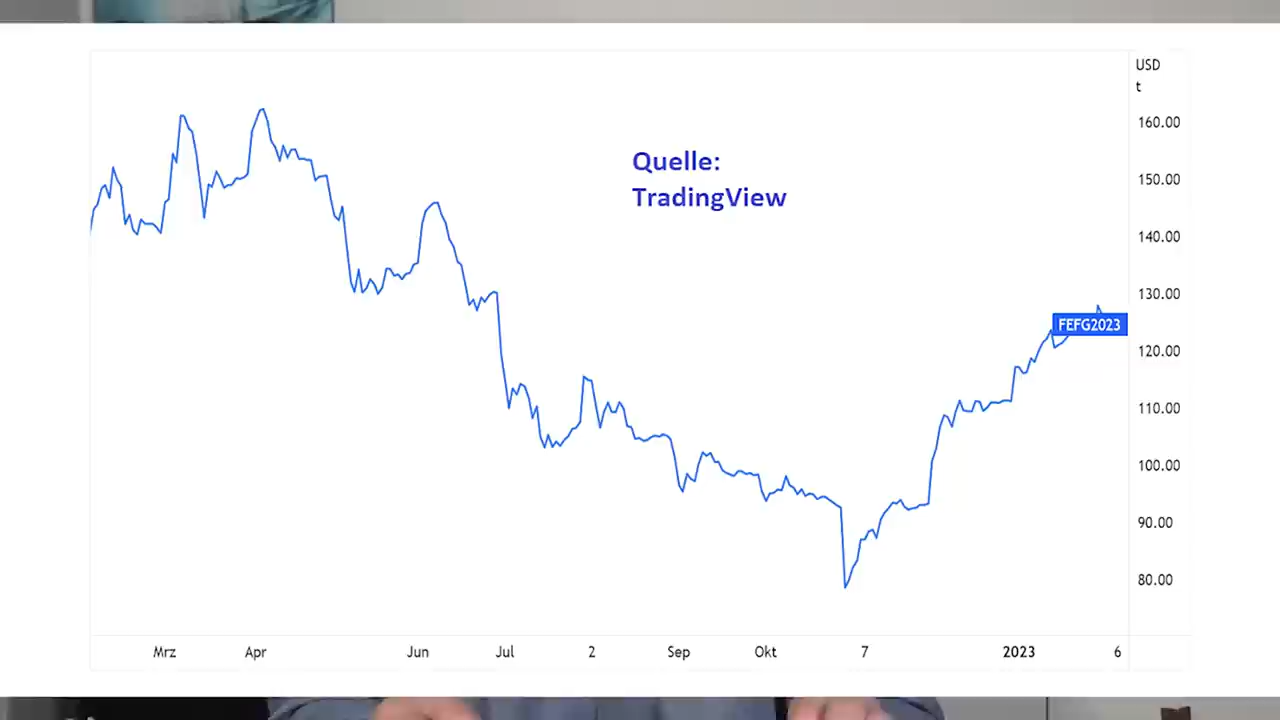 USD
t
Quelle:
TradingView
160.00
150.00
140.00
130.00
FEFG2023
120.00
110.00
100.00
90.00
80.00
Mrz Apr Jun Jul 2 Sep Okt 7 2023 6